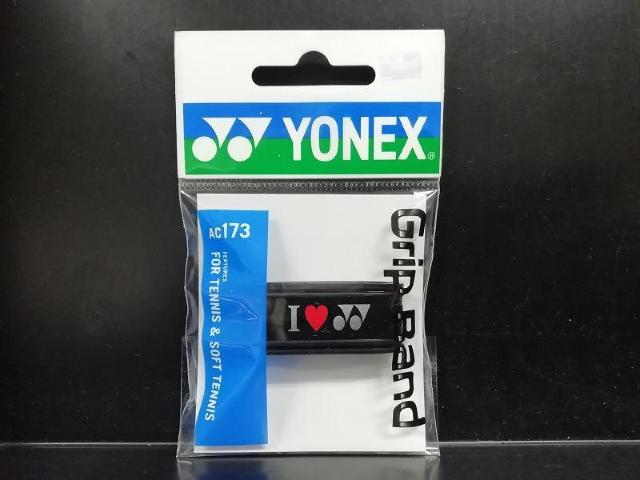 YONEX®
AC173
FEATURES
FOR TENNIS & SOFT TENNIS
Grip Band
I ♥